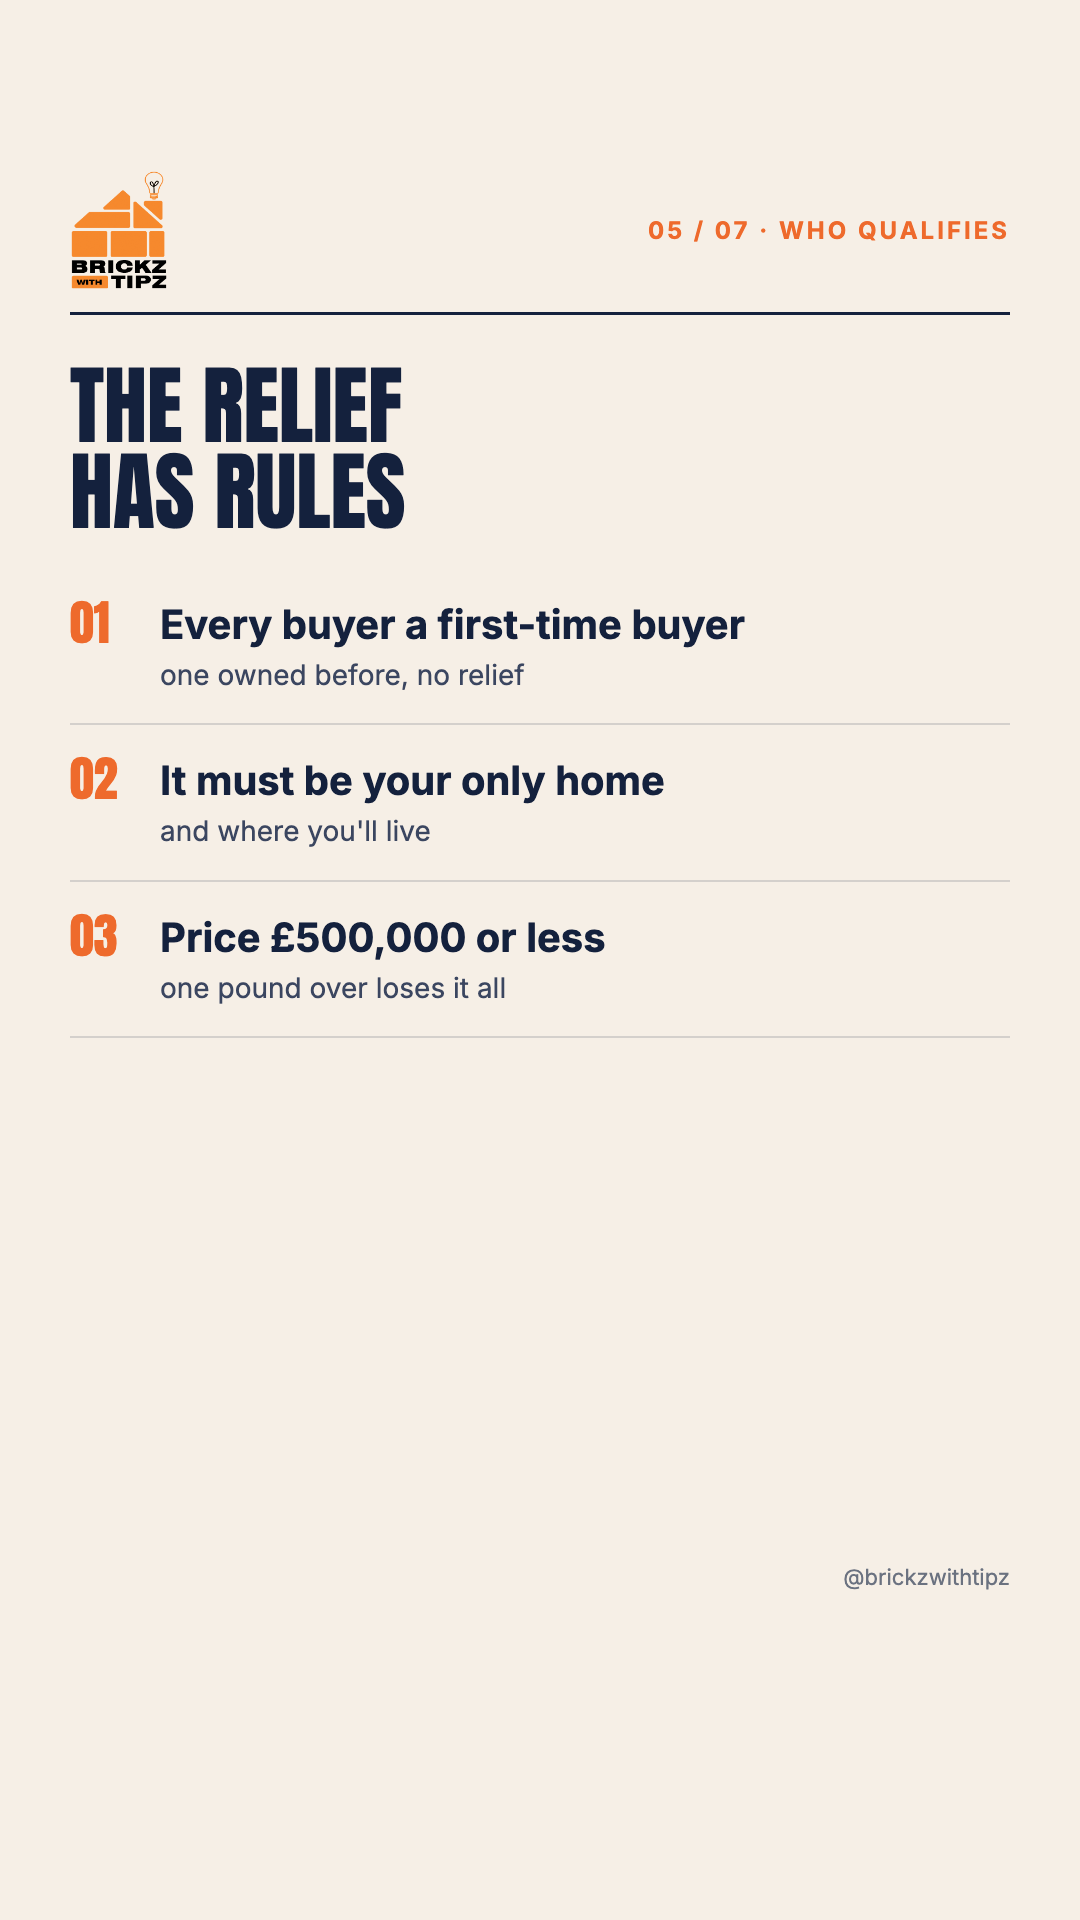 BRICKZ
WITH TIPZ
05 / 07 · WHO QUALIFIES
THE RELIEF
HAS RULES
01 Every buyer a first-time buyer
one owned before, no relief
02 It must be your only home
and where you'll live
03 Price £500,000 or less
one pound over loses it all
@brickzwithtipz